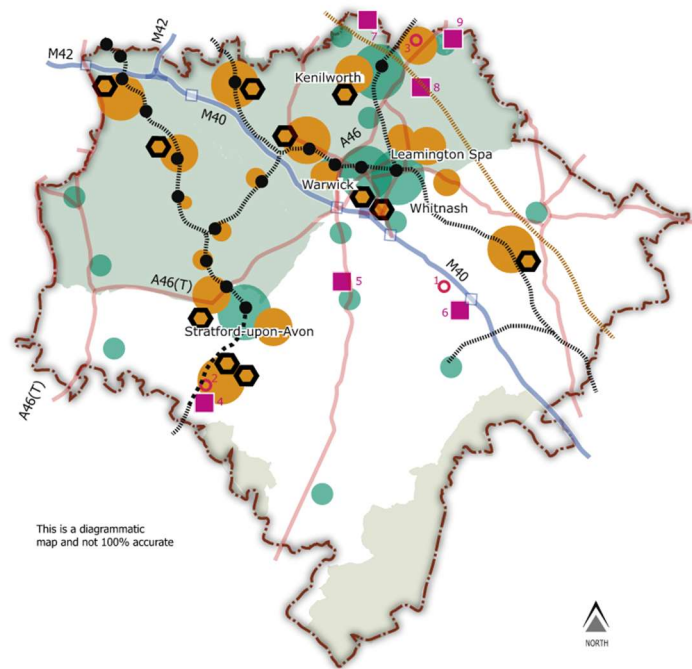 M42
M42
7
3
9
Kenilworth
8
M40
A46
Leamington Spa
Warwick
Whitnash
A46(T)
5
1
M40
6
Stratford-upon-Avon
2
4
A46(T)
This is a diagrammatic
map and not 100% accurate
NORTH